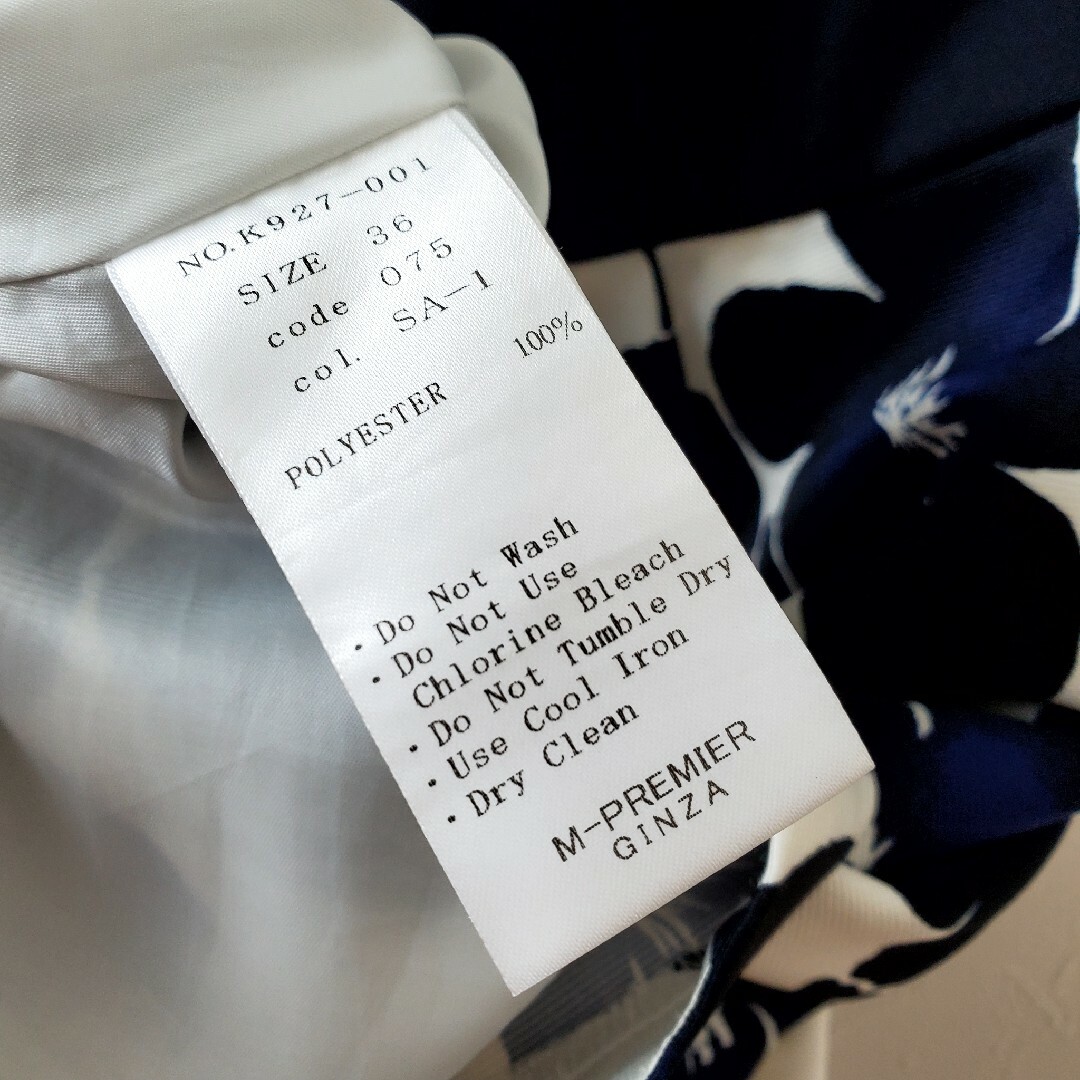 NO.K927-001
SIZE 36
code 075
col. SA-1
POLYESTER 100%
・Do Not Wash
・Do Not Use
Chlorine Bleach
・Do Not Tumble Dry
・Use Cool Iron
・Dry Clean
M-PREMIER
GINZA